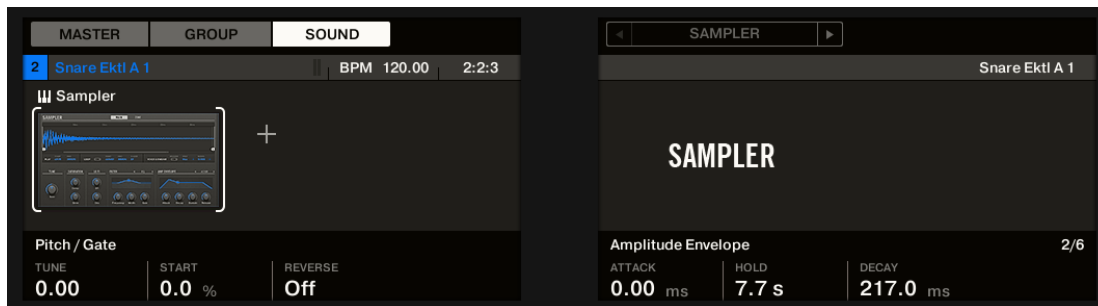 MASTER GROUP SOUND
2 Snare Ektl A 1 BPM 120.00 2:2:3
Sampler
SAMPLER
Pitch / Gate
TUNE START REVERSE
0.00 0.0 % Off
SAMPLER
Snare Ektl A 1
SAMPLER
Amplitude Envelope 2/6
ATTACK HOLD DECAY
0.00 ms 7.7 s 217.0 ms